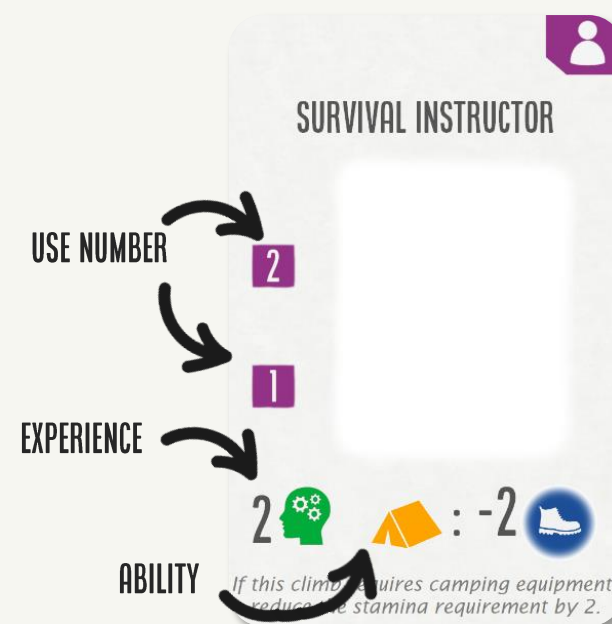 SURVIVAL INSTRUCTOR
USE NUMBER
2
1
EXPERIENCE
2 : -2
ABILITY
If this climb camping equipment
reduce stamina requirement by 2.